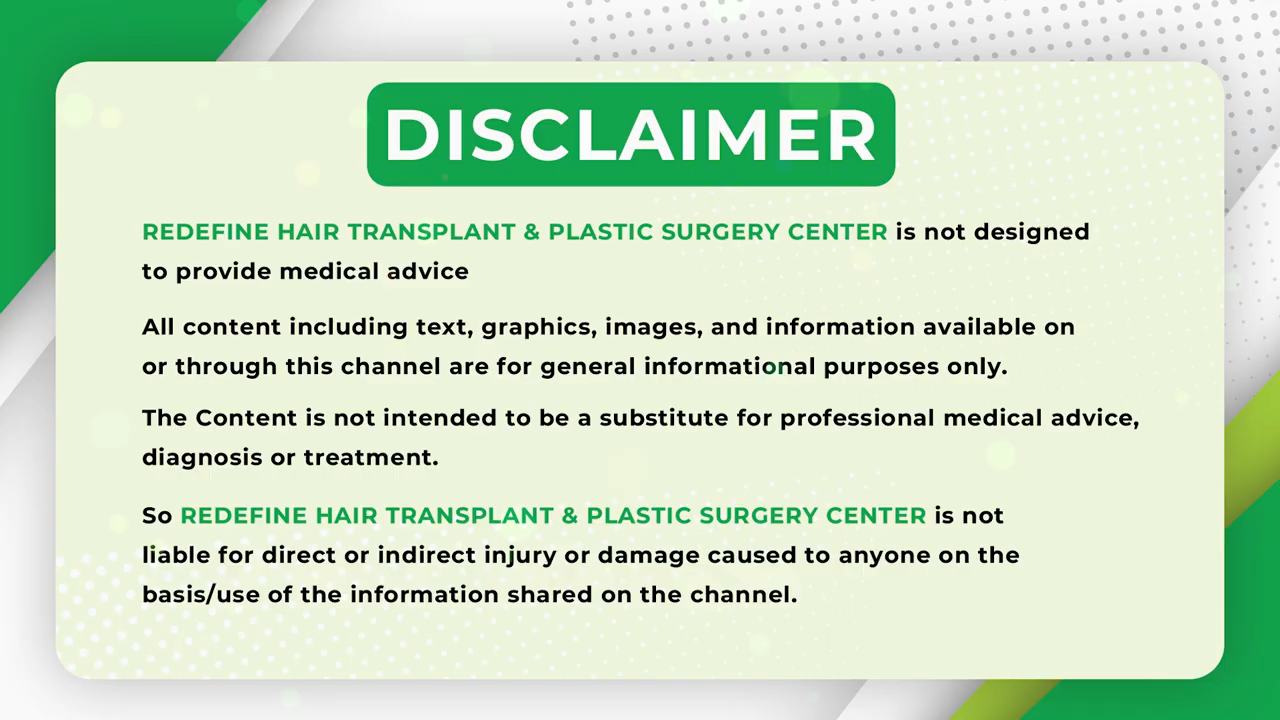 DISCLAIMER
REDEFINE HAIR TRANSPLANT & PLASTIC SURGERY CENTER is not designed
to provide medical advice
All content including text, graphics, images, and information available on
or through this channel are for general informational purposes only.
The Content is not intended to be a substitute for professional medical advice,
diagnosis or treatment.
So REDEFINE HAIR TRANSPLANT & PLASTIC SURGERY CENTER is not
liable for direct or indirect injury or damage caused to anyone on the
basis/use of the information shared on the channel.